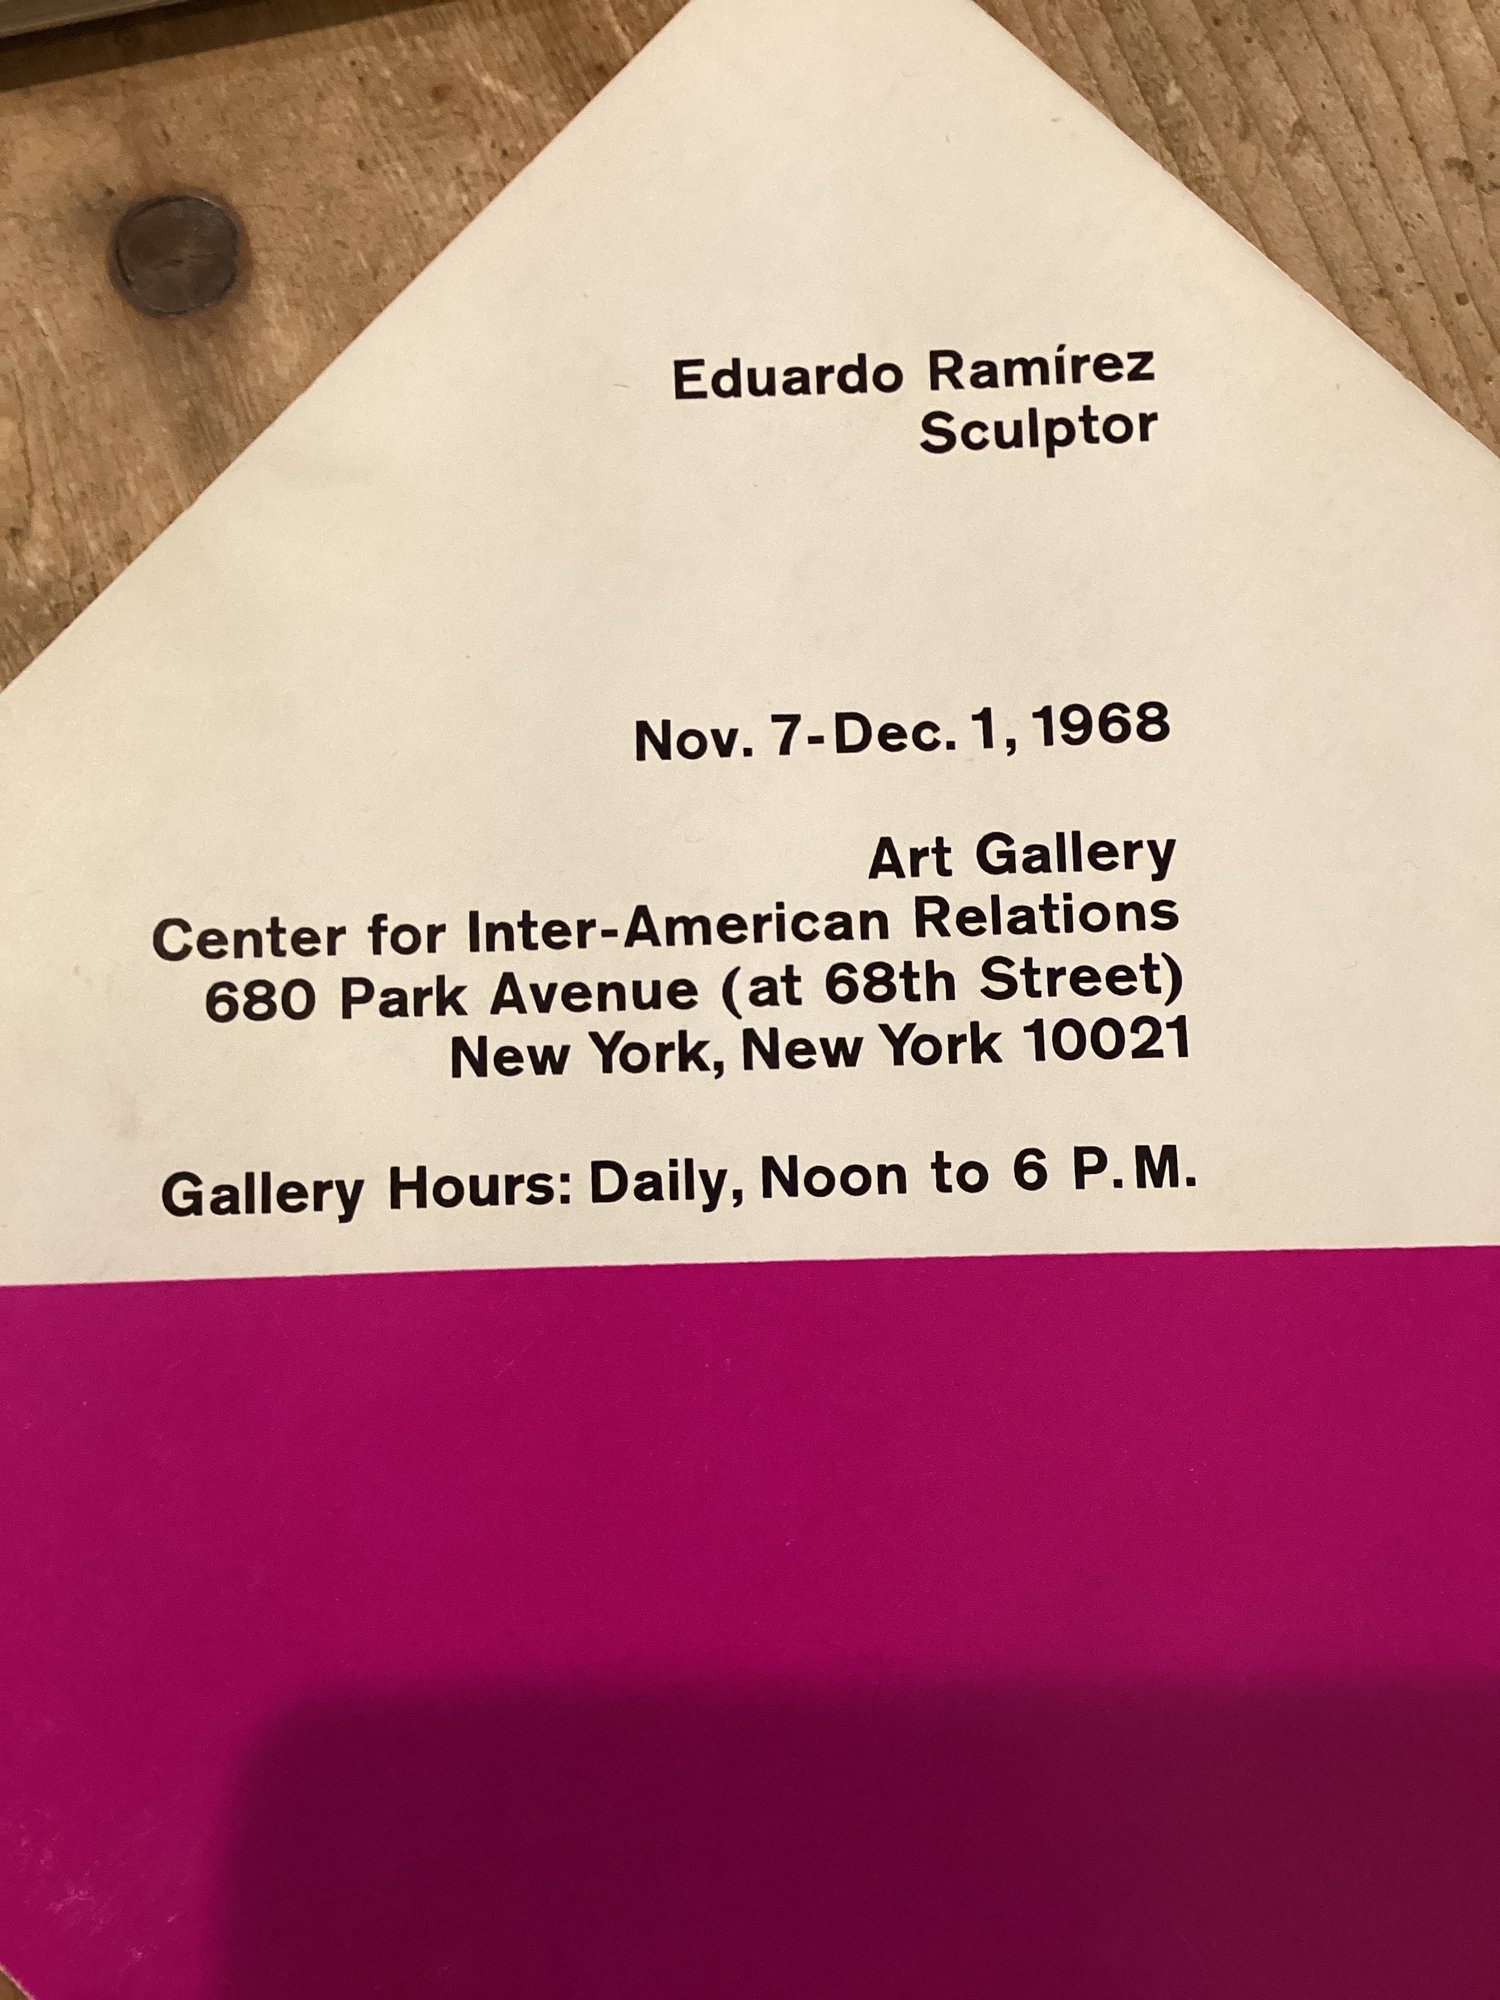 Eduardo Ramírez
Sculptor
Nov. 7-Dec. 1, 1968
Art Gallery
Center for Inter-American Relations
680 Park Avenue (at 68th Street)
New York, New York 10021
Gallery Hours: Daily, Noon to 6 P.M.